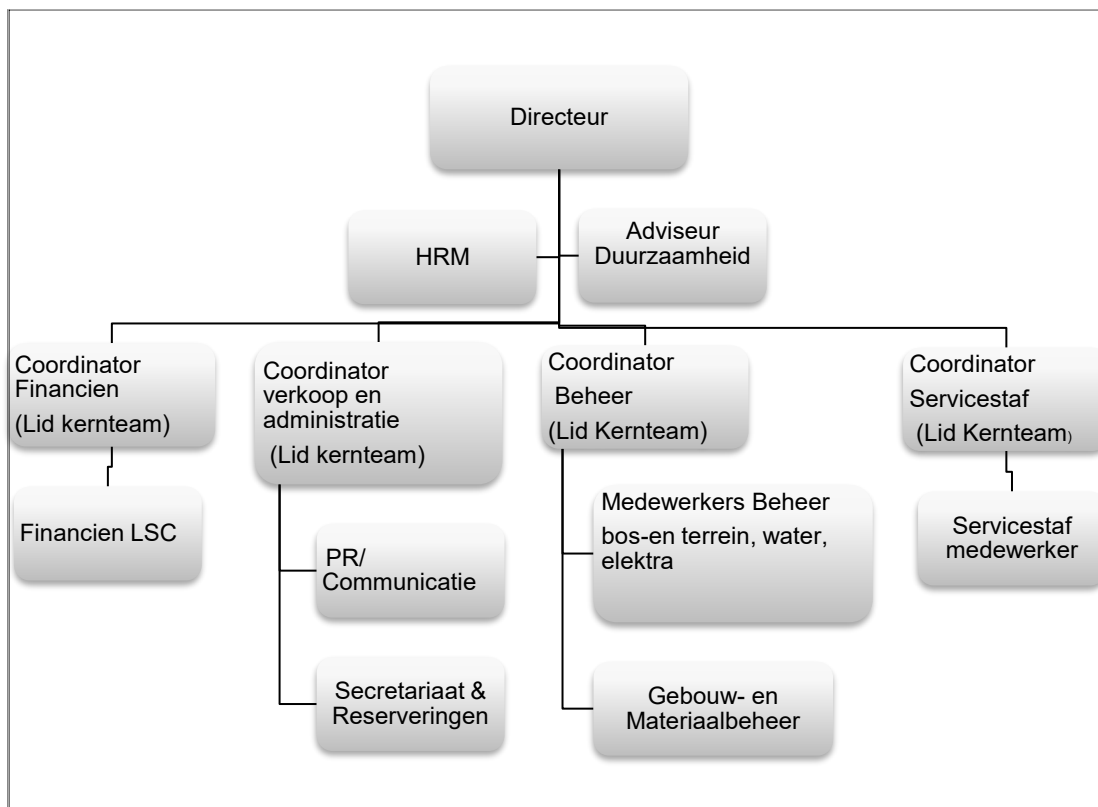 Directeur
HRM
Adviseur
Duurzaamheid
Coordinator
Financien
(Lid kernteam)
Coordinator
verkoop en
administratie
(Lid kernteam)
Coordinator
Beheer
(Lid Kernteam)
Coordinator
Servicestaf
(Lid Kernteam)
Financien LSC
PR/
Communicatie
Secretariaat &
Reserveringen
Medewerkers Beheer
bos-en terrein, water,
elektra
Gebouw- en
Materiaalbeheer
Servicestaf
medewerker